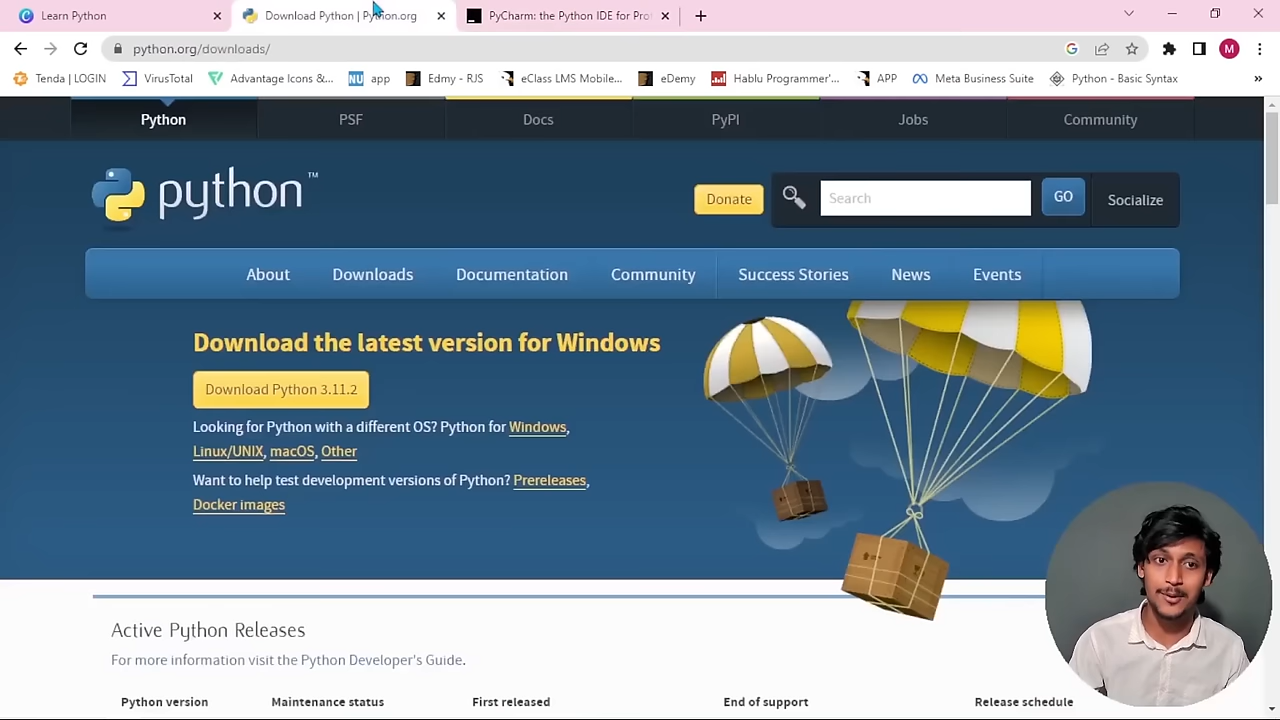 Learn Python
Download Python | Python.org
PyCharm: the Python IDE for Prof
python.org/downloads/
M
Tenda | LOGIN
VirusTotal
Advantage Icons &...
NU app
Edmy - RJS
eClass LMS Mobile...
eDemy
Hablu Programmer'...
APP
Meta Business Suite
Python - Basic Syntax
Python
PSF
Docs
PyPI
Jobs
Community
python™
Donate
Search
GO
Socialize
About
Downloads
Documentation
Community
Success Stories
News
Events
Download the latest version for Windows
Download Python 3.11.2
Looking for Python with a different OS? Python for Windows,
Linux/UNIX, macOS, Other
Want to help test development versions of Python? Prereleases,
Docker images
Active Python Releases
For more information visit the Python Developer's Guide.
Python version
Maintenance status
First released
End of support
Release schedule